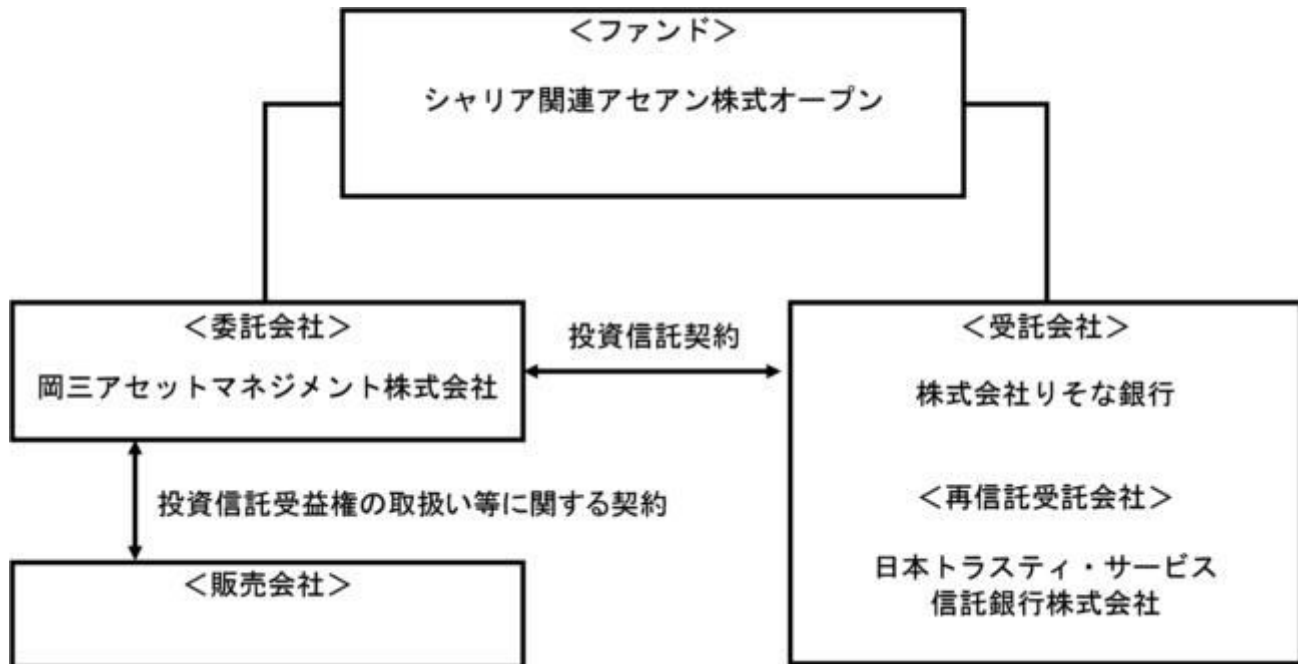 ＜ファンド＞
シャリア関連アセアン株式オープン
＜委託会社＞
岡三アセットマネジメント株式会社
投資信託契約
＜受託会社＞
株式会社りそな銀行
＜再信託受託会社＞
日本トラスティ・サービス
信託銀行株式会社
投資信託受益権の取扱い等に関する契約
＜販売会社＞